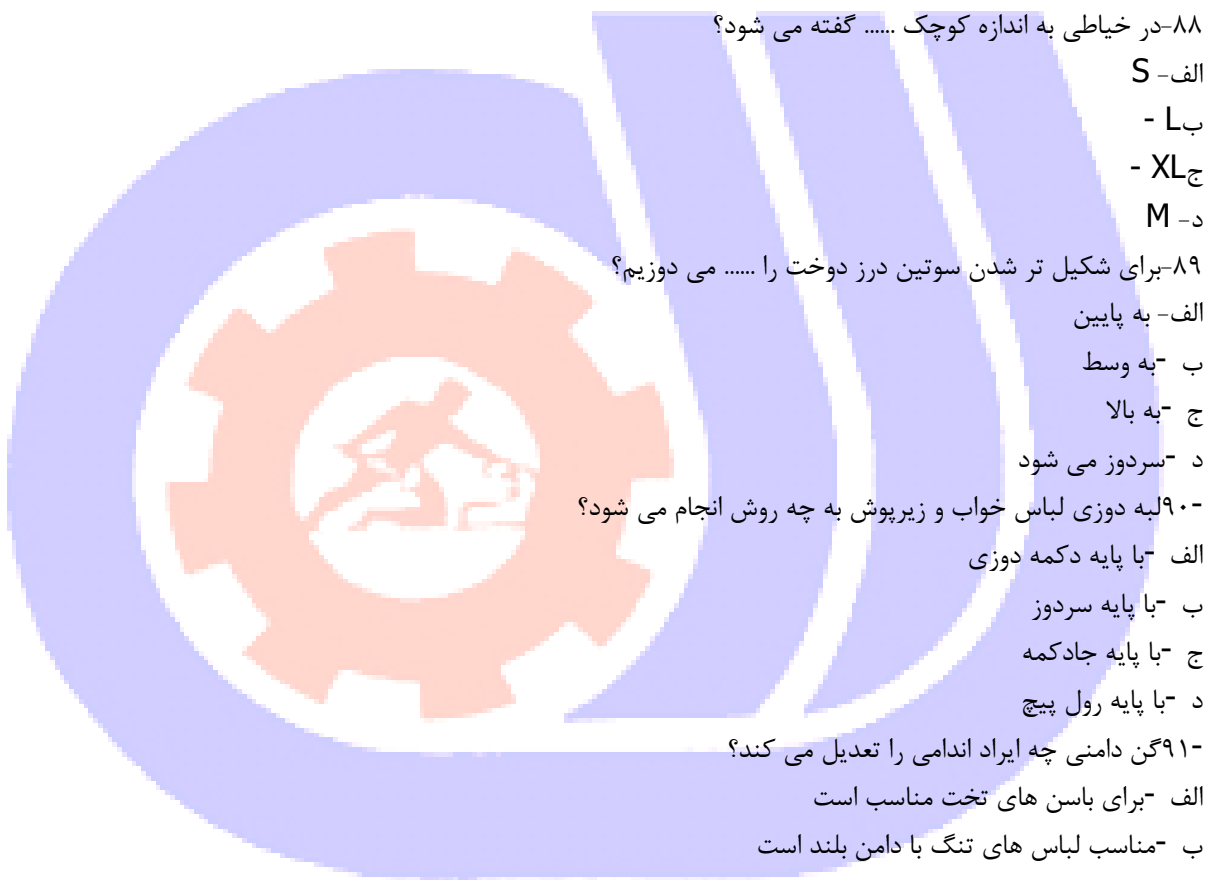 ۸۸-در خیاطی به اندازه کوچک ...... گفته می شود؟
الف- S
ب- L
ج- XL
د- M
۸۹-برای شکیل تر شدن سوتین درز دوخت را ...... می دوزیم؟
الف- به پایین
ب -به وسط
ج -به بالا
د -سردوز می شود
-۹۰لبه دوزی لباس خواب و زیرپوش به چه روش انجام می شود؟
الف -با پایه دکمه دوزی
ب -با پایه سردوز
ج -با پایه جادکمه
د -با پایه رول پیچ
-۹۱گن دامنی چه ایراد اندامی را تعدیل می کند؟
الف -برای باسن های تخت مناسب است
ب -مناسب لباس های تنگ با دامن بلند است